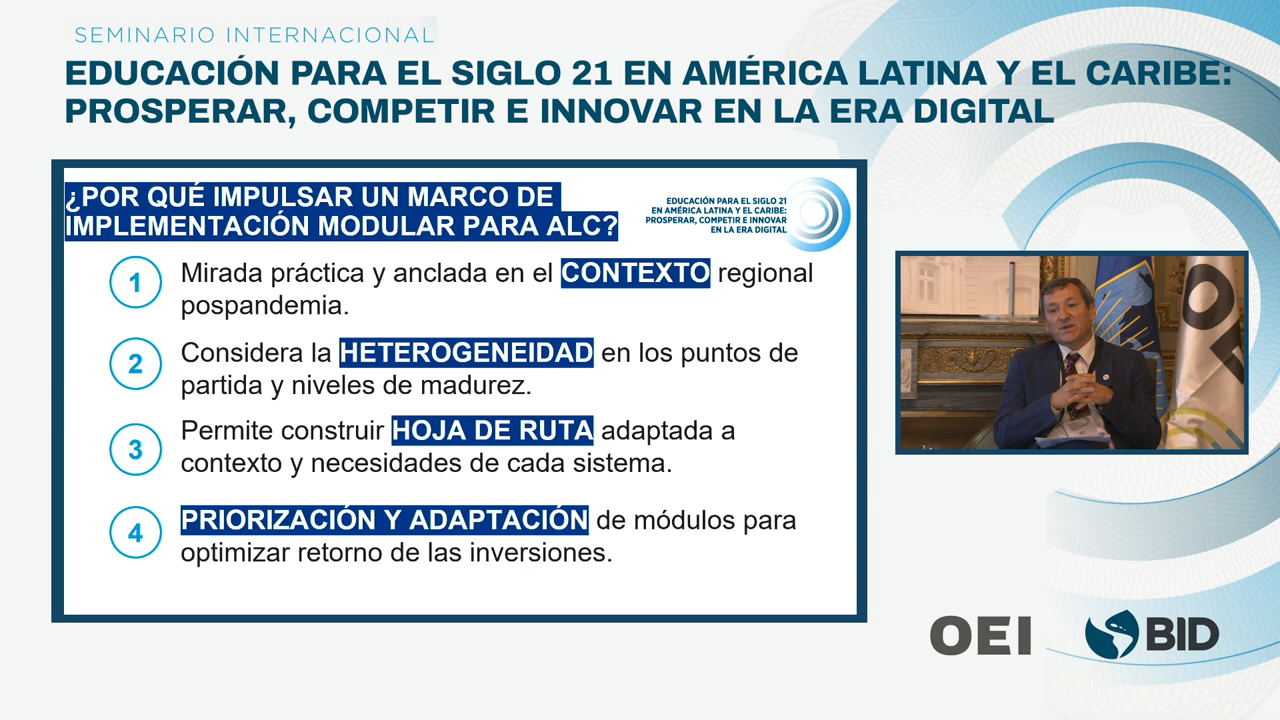 SEMINARIO INTERNACIONAL
EDUCACIÓN PARA EL SIGLO 21 EN AMÉRICA LATINA Y EL CARIBE:
PROSPERAR, COMPETIR E INNOVAR EN LA ERA DIGITAL
¿POR QUÉ IMPULSAR UN MARCO DE
IMPLEMENTACIÓN MODULAR PARA ALC?
EDUCACIÓN PARA EL SIGLO 21
EN AMÉRICA LATINA Y EL CARIBE:
PROSPERAR, COMPETIR E INNOVAR
EN LA ERA DIGITAL
1 Mirada práctica y anclada en el CONTEXTO regional
pospandemia.
2 Considera la HETEROGENEIDAD en los puntos de
partida y niveles de madurez.
3 Permite construir HOJA DE RUTA adaptada a
contexto y necesidades de cada sistema.
4 PRIORIZACIÓN Y ADAPTACIÓN de módulos para
optimizar retorno de las inversiones.
OEI
BID